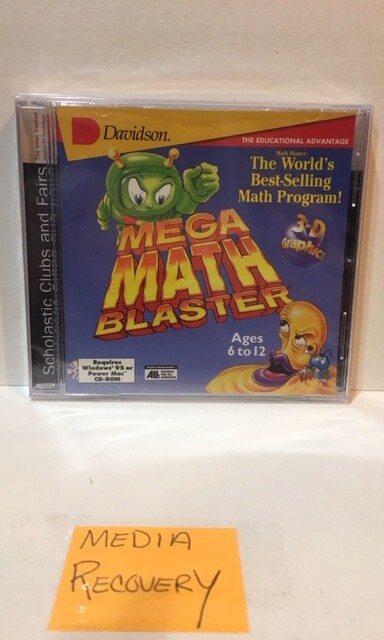 Davidson.
THE EDUCATIONAL ADVANTAGE
Math Blaster:
The World's
Best-Selling
Math Program!
3-D
Graphics
MEGA
MATH
BLASTER
Ages
6 to 12
Requires
Windows® 95 or
Power Mac™
CD-ROM
Scholastic Clubs and Fairs
MEDIA
RECOVERY